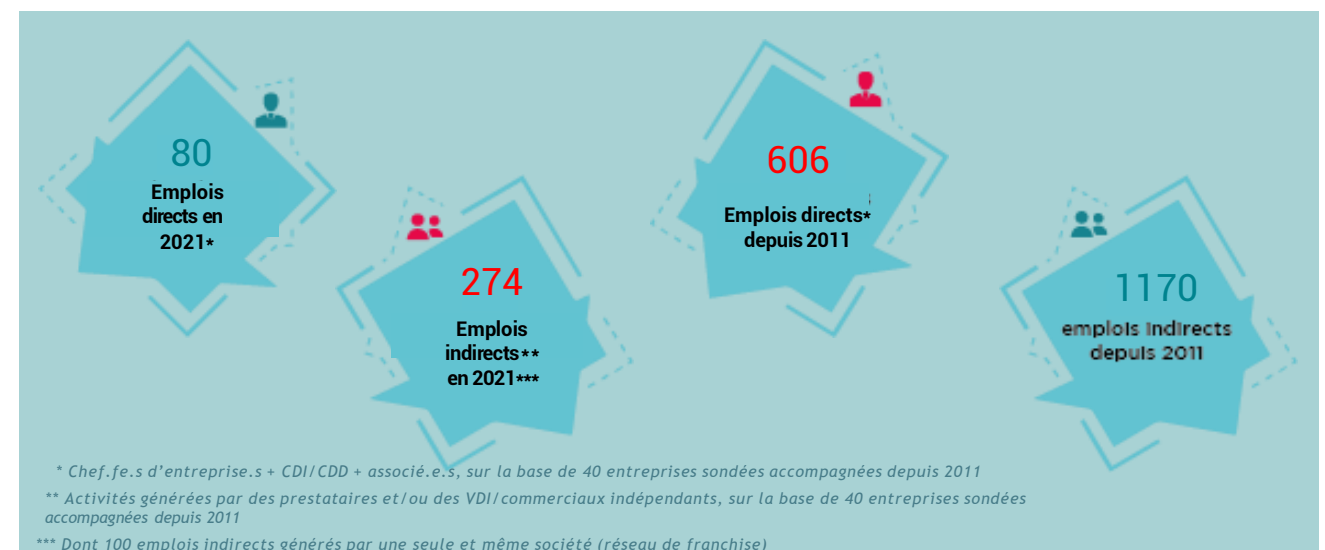 80
Emplois
directs en
2021*
274
Emplois
indirects**
en 2021***
606
Emplois directs*
depuis 2011
1170
emplois indirects
depuis 2011
* Chef.fe.s d’entreprise.s + CDI/CDD + associé.e.s, sur la base de 40 entreprises sondées accompagnées depuis 2011
** Activités générées par des prestataires et/ou des VDI/commerciaux indépendants, sur la base de 40 entreprises sondées
accompagnées depuis 2011
*** Dont 100 emplois indirects générés par une seule et même société (réseau de franchise)